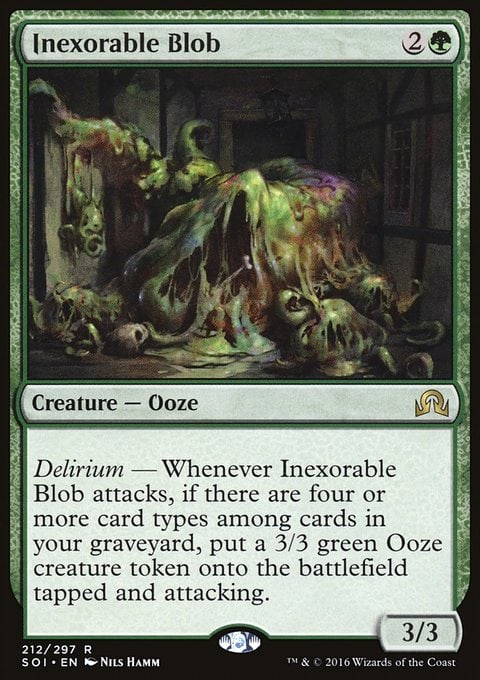 Inexorable Blob 2
Creature — Ooze
Delirium — Whenever Inexorable
Blob attacks, if there are four or
more card types among cards in
your graveyard, put a 3/3 green Ooze
creature token onto the battlefield
tapped and attacking.
3/3
212/297 R
SOI • EN Nils Hamm
™ & © 2016 Wizards of the Coast